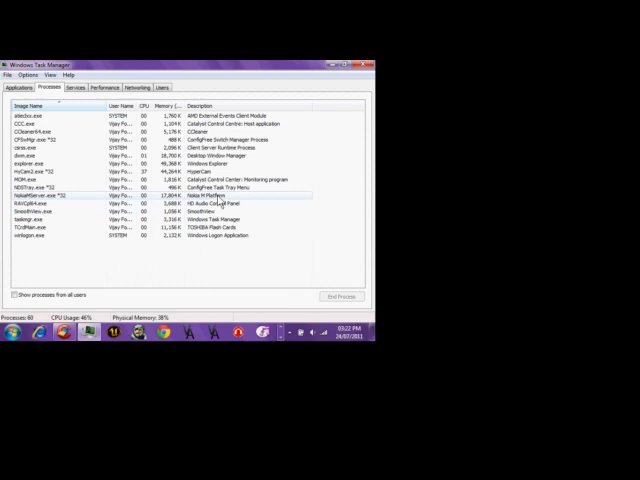 Windows Task Manager
File Options View Help
Applications Processes Services Performance Networking Users
Image Name User Name CPU Memory (... Description
atieclxx.exe SYSTEM 00 1,760 K AMD External Events Client Module
CCC.exe Vijay Fo... 00 1,104 K Catalyst Control Centre: Host application
CCleaner64.exe Vijay Fo... 00 5,176 K CCleaner
CFSwMgr.exe *32 Vijay Fo... 00 488 K ConfigFree Switch Manager Process
csrss.exe SYSTEM 00 2,096 K Client Server Runtime Process
dwm.exe Vijay Fo... 01 18,700 K Desktop Window Manager
explorer.exe Vijay Fo... 00 49,368 K Windows Explorer
HyCam2.exe *32 Vijay Fo... 37 44,264 K HyperCam
MOM.exe Vijay Fo... 00 1,816 K Catalyst Control Center: Monitoring program
NDSTray.exe *32 Vijay Fo... 00 496 K ConfigFree Task Tray Menu
NokiaMServer.exe *32 Vijay Fo... 00 17,804 K Nokia M Platform
RAVCpl64.exe Vijay Fo... 00 3,688 K HD Audio Control Panel
SmoothView.exe Vijay Fo... 00 1,056 K SmoothView
taskmgr.exe Vijay Fo... 00 3,316 K Windows Task Manager
TCrdMain.exe Vijay Fo... 00 11,156 K TOSHIBA Flash Cards
winlogon.exe SYSTEM 00 2,132 K Windows Logon Application
Show processes from all users End Process
Processes: 60 CPU Usage: 46% Physical Memory: 38%
03:22 PM
24/07/2011